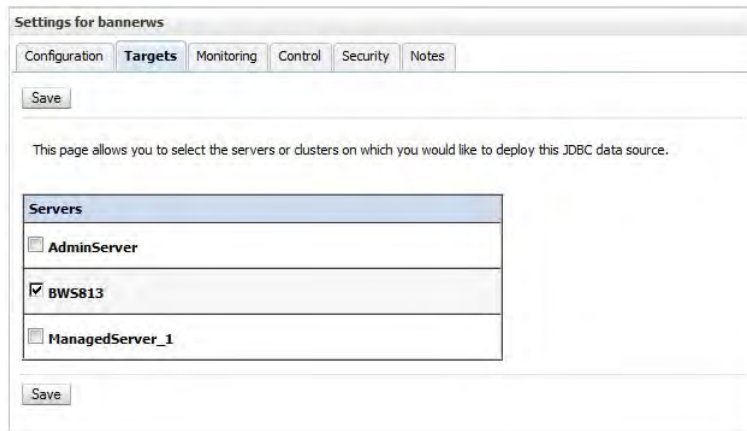 Settings for bannerws
Configuration Targets Monitoring Control Security Notes
Save
This page allows you to select the servers or clusters on which you would like to deploy this JDBC data source.
Servers
AdminServer
BWS813
ManagedServer_1
Save